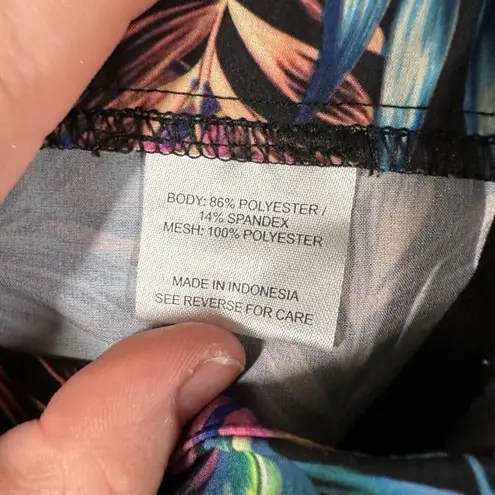 BODY: 86% POLYESTER /
14% SPANDEX
MESH: 100% POLYESTER
MADE IN INDONESIA
SEE REVERSE FOR CARE